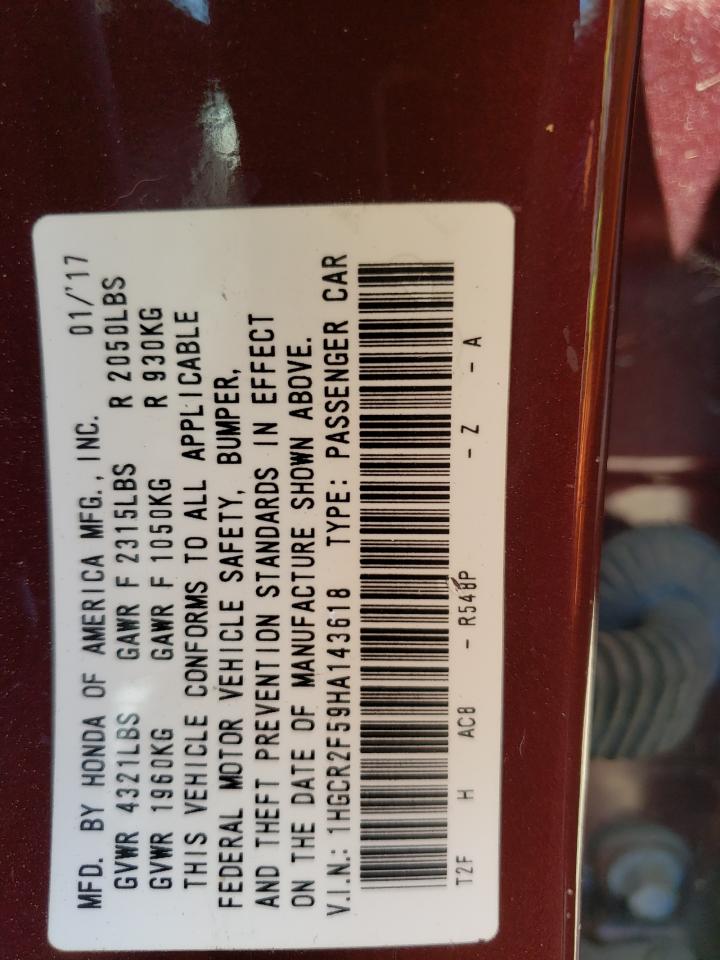 MFD. BY HONDA OF AMERICA MFG., INC. 01/'17
GVWR 4321LBS GAWR F 2315LBS R 2050LBS
GVWR 1960KG GAWR F 1050KG R 930KG
THIS VEHICLE CONFORMS TO ALL APPLICABLE
FEDERAL MOTOR VEHICLE SAFETY, BUMPER,
AND THEFT PREVENTION STANDARDS IN EFFECT
ON THE DATE OF MANUFACTURE SHOWN ABOVE.
V.I.N.: 1HGCR2F59HA143618 TYPE: PASSENGER CAR
T2F H AC8 - R548P - Z - A